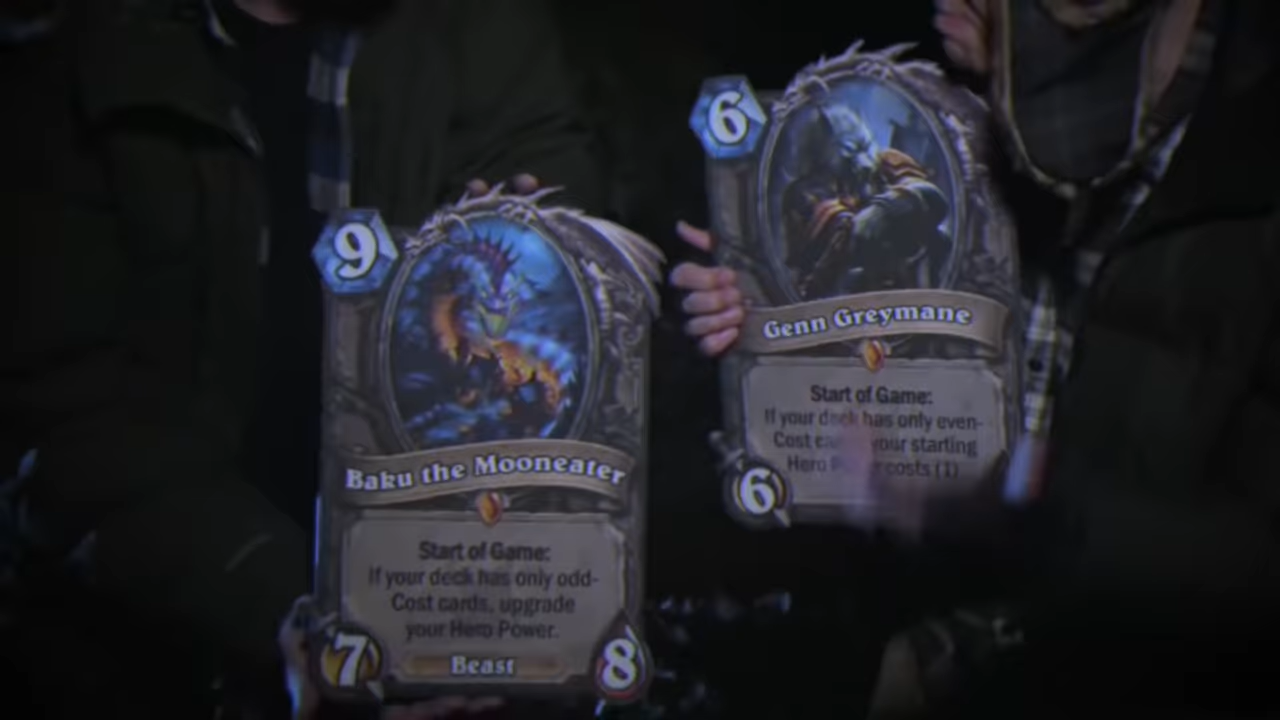 9
Baku the Mooneater
Start of Game:
If your deck has only odd-
Cost cards, upgrade
your Hero Power.
7
Beast
8
6
Genn Greymane
Start of Game:
If your deck has only even-
Cost your starting
Hero costs (1)
6